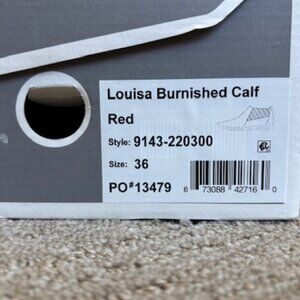 Louisa Burnished Calf
Red
Style: 9143-220300
Size: 36
PO#13479
6 73088 42716 0